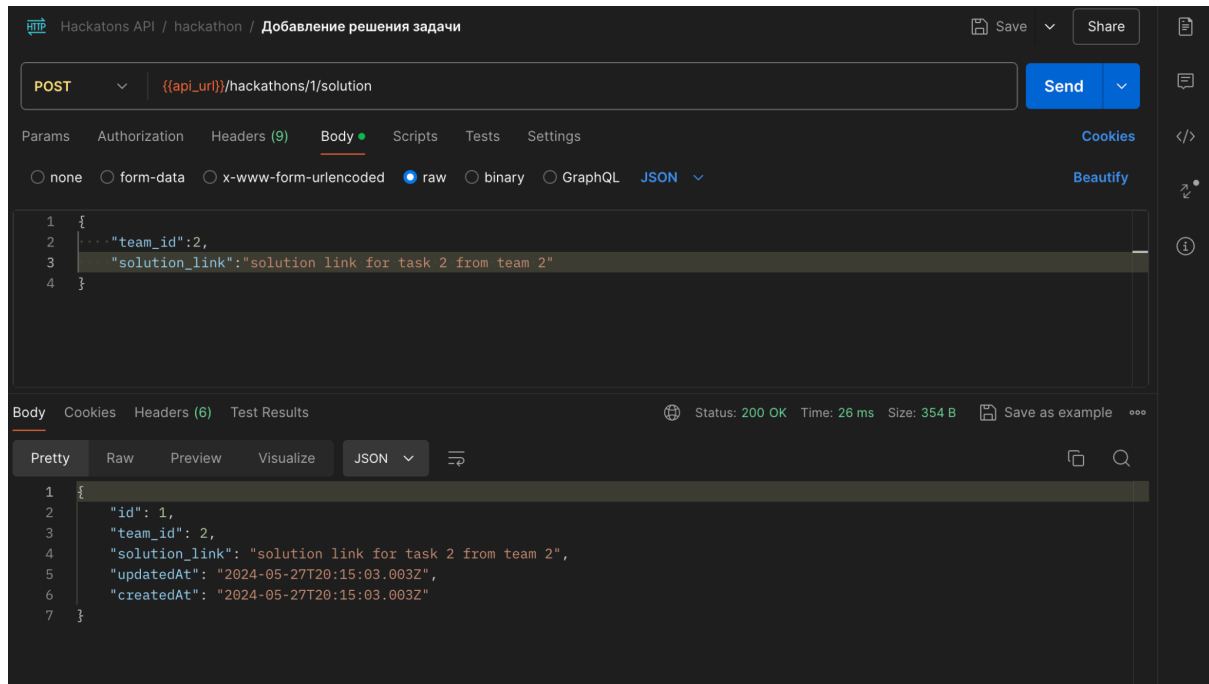 HTTP Hackatons API / hackathon / Добавление решения задачи Save Share
POST {{api_url}}/hackathons/1/solution Send
Params Authorization Headers (9) Body Scripts Tests Settings Cookies
none form-data x-www-form-urlencoded raw binary GraphQL JSON Beautify
1 {
2 ····"team_id":2,
3 ····"solution_link":"solution link for task 2 from team 2"
4 }
Body Cookies Headers (6) Test Results Status: 200 OK Time: 26 ms Size: 354 B Save as example
Pretty Raw Preview Visualize JSON
1 {
2 "id": 1,
3 "team_id": 2,
4 "solution_link": "solution link for task 2 from team 2",
5 "updatedAt": "2024-05-27T20:15:03.003Z",
6 "createdAt": "2024-05-27T20:15:03.003Z"
7 }